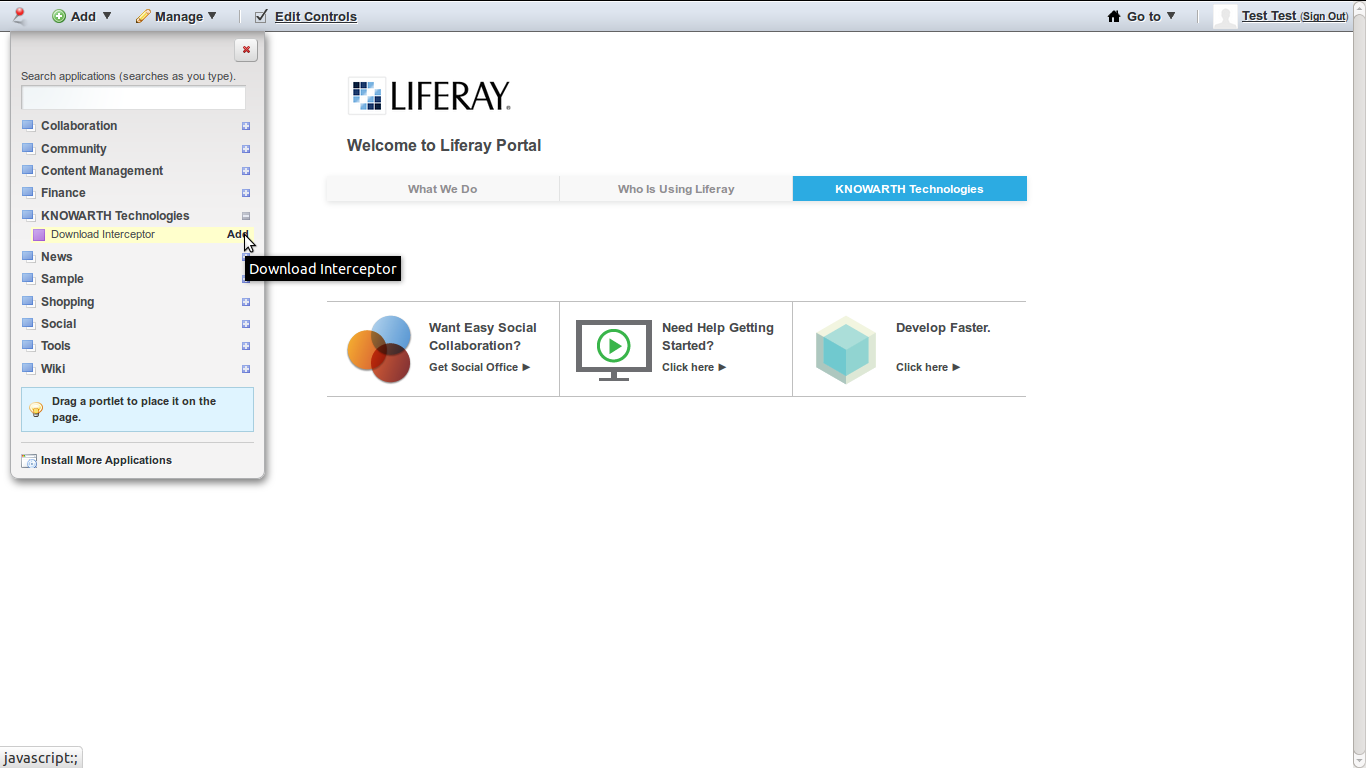 Add Manage Edit Controls Go to Test Test (Sign Out)
Search applications (searches as you type).
Collaboration
Community
Content Management
Finance
KNOWARTH Technologies
Download Interceptor Add
Download Interceptor
News
Sample
Shopping
Social
Tools
Wiki
Drag a portlet to place it on the
page.
Install More Applications
LIFERAY.
Welcome to Liferay Portal
What We Do Who Is Using Liferay KNOWARTH Technologies
Want Easy Social
Collaboration?
Get Social Office ▶
Need Help Getting
Started?
Click here ▶
Develop Faster.
Click here ▶
javascript:;